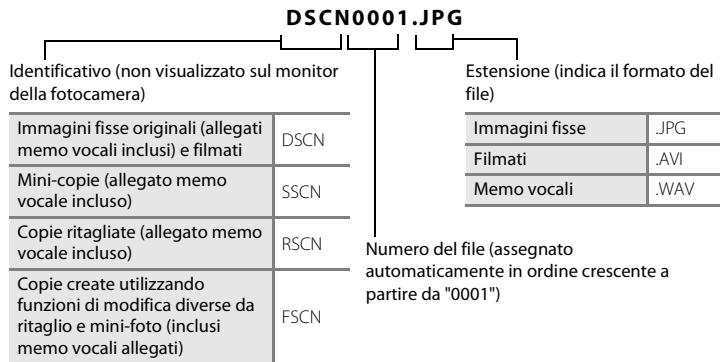 DSCN0001.JPG
Identificativo (non visualizzato sul monitor
della fotocamera)
Immagini fisse originali (allegati
memo vocali inclusi) e filmati
DSCN
Mini-copie (allegato memo
vocale incluso)
SSCN
Copie ritagliate (allegato memo
vocale incluso)
RSCN
Copie create utilizzando
funzioni di modifica diverse da
ritaglio e mini-foto (inclusi
memo vocali allegati)
FSCN
Estensione (indica il formato del
file)
Immagini fisse .JPG
Filmati .AVI
Memo vocali .WAV
Numero del file (assegnato
automaticamente in ordine crescente a
partire da "0001")